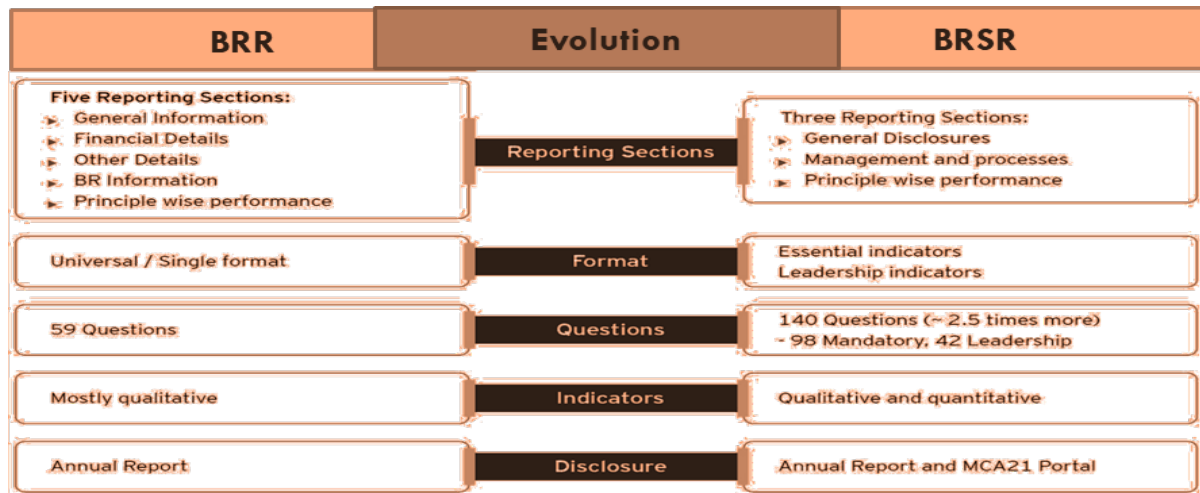 BRR Evolution BRSR
Five Reporting Sections:
► General Information
► Financial Details
► Other Details
► BR Information
► Principle wise performance
Reporting Sections
Three Reporting Sections:
► General Disclosures
► Management and processes
► Principle wise performance
Universal / Single format
Format
Essential indicators
Leadership indicators
59 Questions
Questions
140 Questions (~ 2.5 times more)
- 98 Mandatory, 42 Leadership
Mostly qualitative
Indicators
Qualitative and quantitative
Annual Report
Disclosure
Annual Report and MCA21 Portal